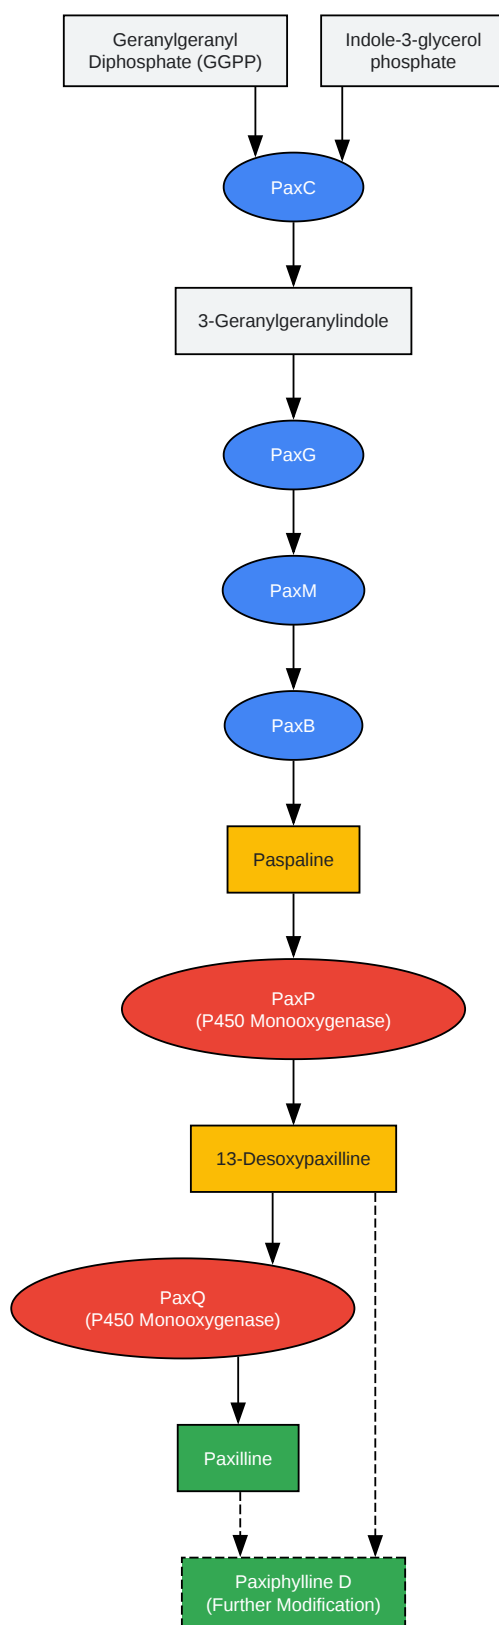 Geranylgeranyl
Diphosphate (GGPP)
Indole-3-glycerol
phosphate
PaxC
3-Geranylgeranylindole
PaxG
PaxM
PaxB
Paspaline
PaxP
(P450 Monooxygenase)
13-Desoxypaxilline
PaxQ
(P450 Monooxygenase)
Paxilline
Paxiphylline D
(Further Modification)